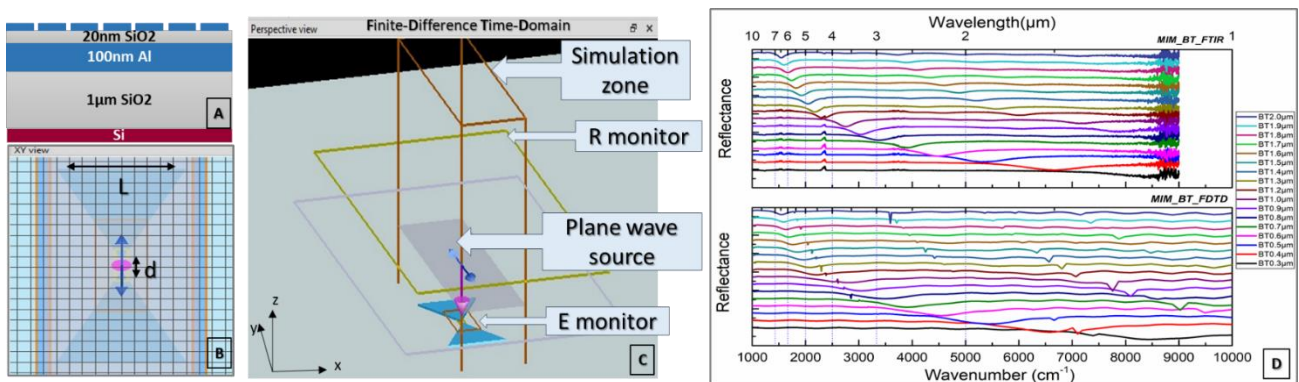 20nm SiO2
100nm Al
1µm SiO2
A
Si
XY view
L
d
B
Finite-Difference Time-Domain
Perspective view
Simulation
zone
R monitor
Plane wave
source
E monitor
z
y
x
C
Wavelength(µm)
10 7 6 5 4 3 2 1
MIM_BT_FTIR
Reflectance
MIM_BT_FDTD
Reflectance
BT2.0µm
BT1.9µm
BT1.8µm
BT1.7µm
BT1.6µm
BT1.5µm
BT1.4µm
BT1.3µm
BT1.2µm
BT1.0µm
BT0.9µm
BT0.8µm
BT0.7µm
BT0.6µm
BT0.5µm
BT0.4µm
BT0.3µm
1000 2000 3000 4000 5000 6000 7000 8000 9000 10000
Wavenumber (cm⁻¹)
D